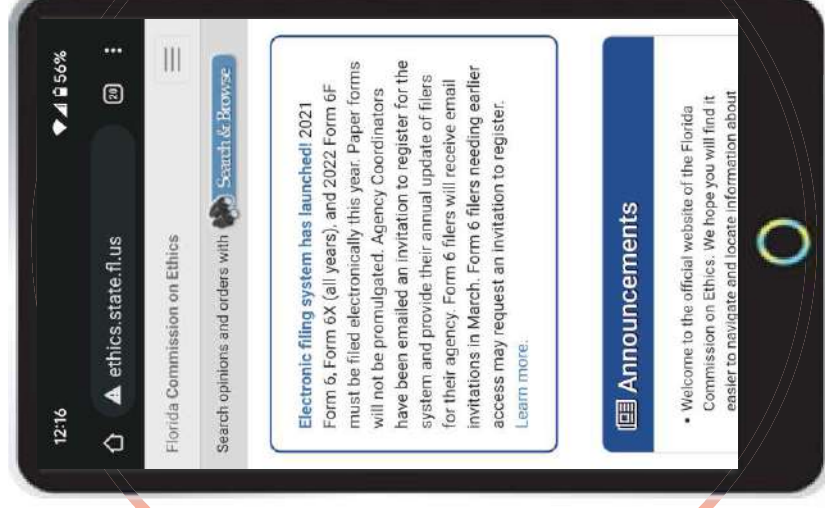 12:16
56%
ethics.state.fl.us
20
Florida Commission on Ethics
Search opinions and orders with Search & Browse
Electronic filing system has launched! 2021
Form 6, Form 6X (all years), and 2022 Form 6F
must be filed electronically this year. Paper forms
will not be promulgated. Agency Coordinators
have been emailed an invitation to register for the
system and provide their annual update of filers
for their agency. Form 6 filers will receive email
invitations in March. Form 6 filers needing earlier
access may request an invitation to register.
Learn more.
Announcements
• Welcome to the official website of the Florida
Commission on Ethics. We hope you will find it
easier to navigate and locate information about